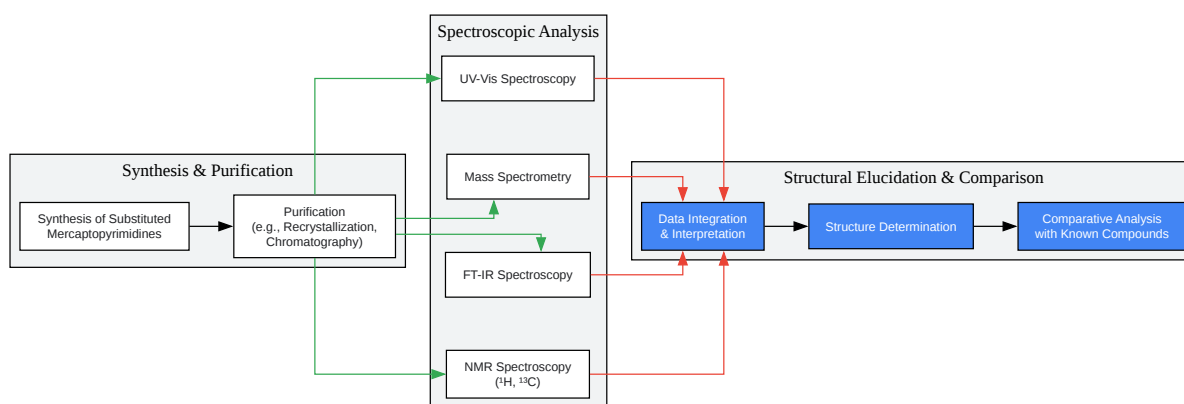 Synthesis & Purification
Synthesis of Substituted
Mercaptopyrimidines
Purification
(e.g., Recrystallization,
Chromatography)
Spectroscopic Analysis
UV-Vis Spectroscopy
Mass Spectrometry
FT-IR Spectroscopy
NMR Spectroscopy
(¹H, ¹³C)
Structural Elucidation & Comparison
Data Integration
& Interpretation
Structure Determination
Comparative Analysis
with Known Compounds